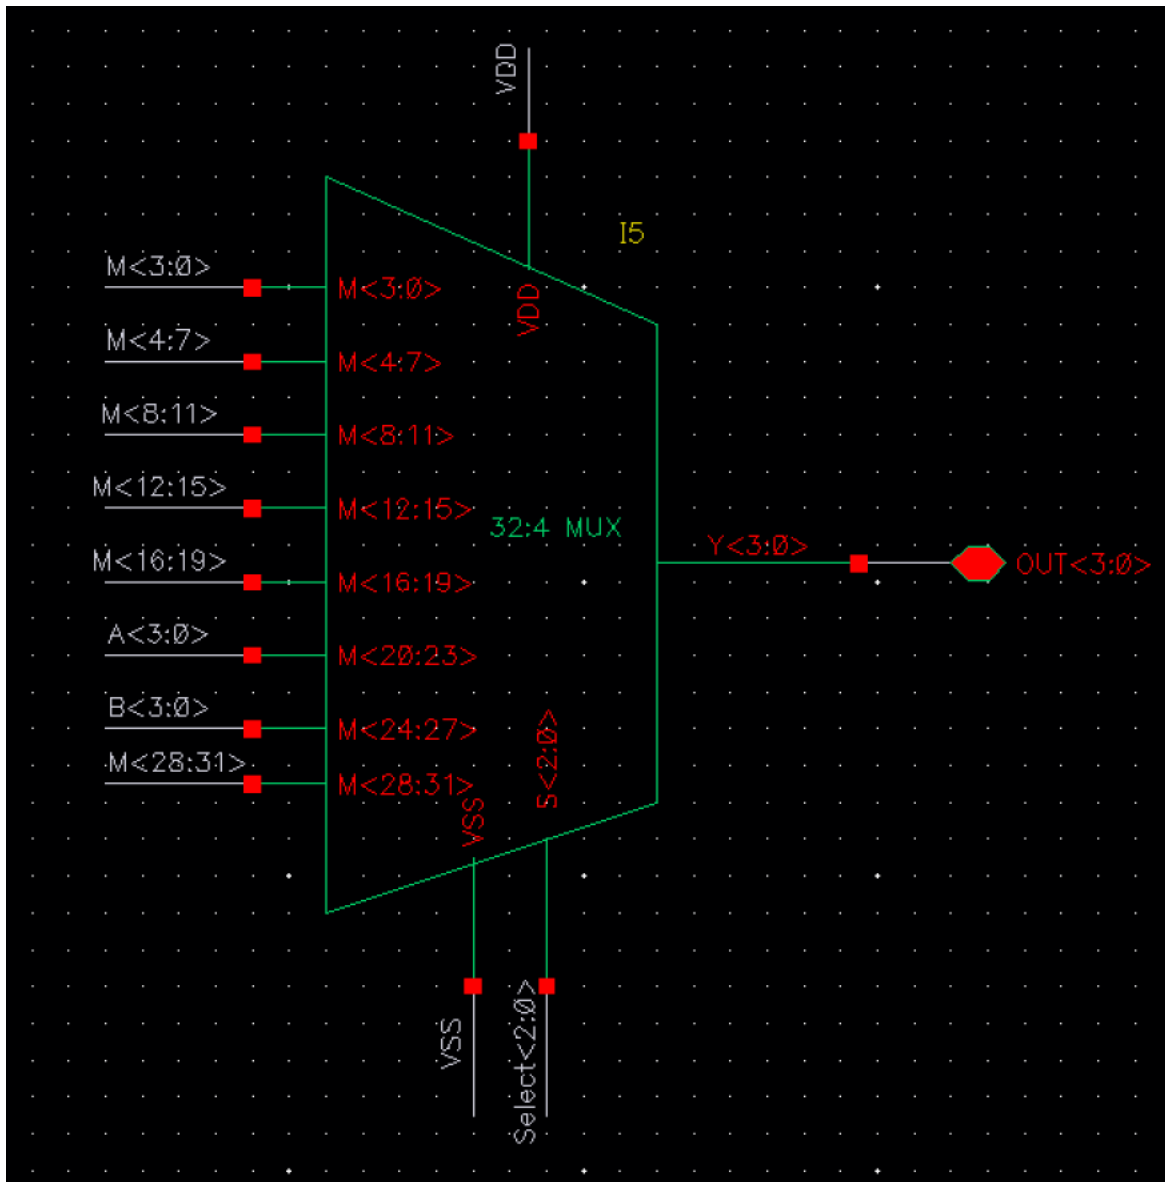 VDD
I5
VDD
M<3:0>
M<3:0>
M<4:7>
M<4:7>
M<8:11>
M<8:11>
M<12:15>
M<12:15>
32:4 MUX
M<16:19>
M<16:19>
Y<3:0>
OUT<3:0>
A<3:0>
M<20:23>
B<3:0>
M<24:27>
S<2:0>
M<28:31>
M<28:31>
VSS
VSS
Select<2:0>